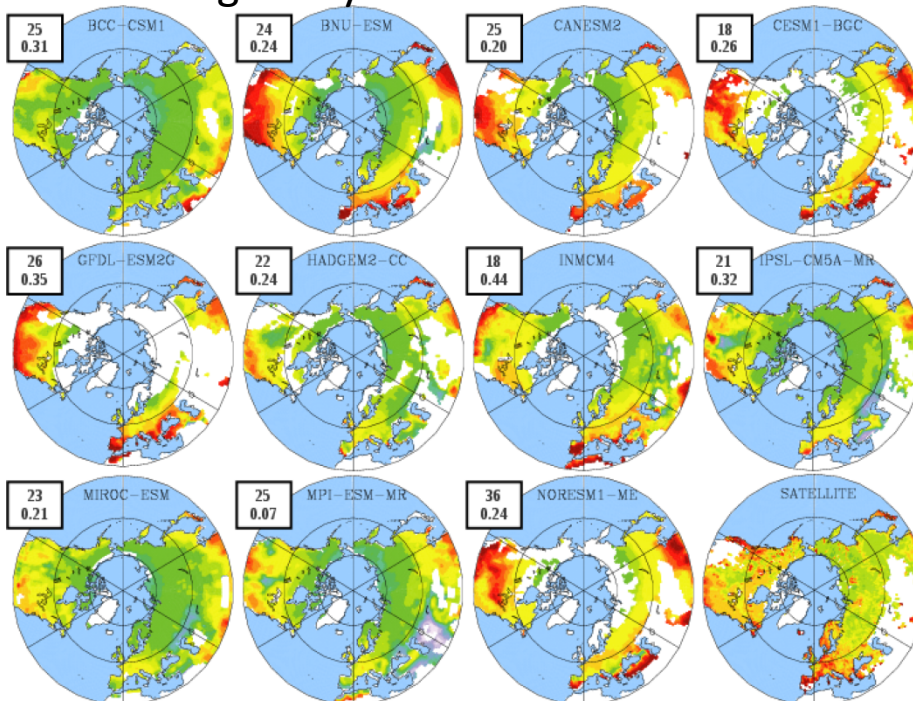 25
0.31
BCC-CSM1
24
0.24
BNU-ESM
25
0.20
CANESM2
18
0.26
CESM1-BGC
26
0.35
GFDL-ESM2G
22
0.24
HADGEM2-CC
18
0.44
INMCM4
21
0.32
IPSL-CM5A-MR
23
0.21
MIROC-ESM
25
0.07
MPI-ESM-MR
36
0.24
NORESM1-ME
SATELLITE